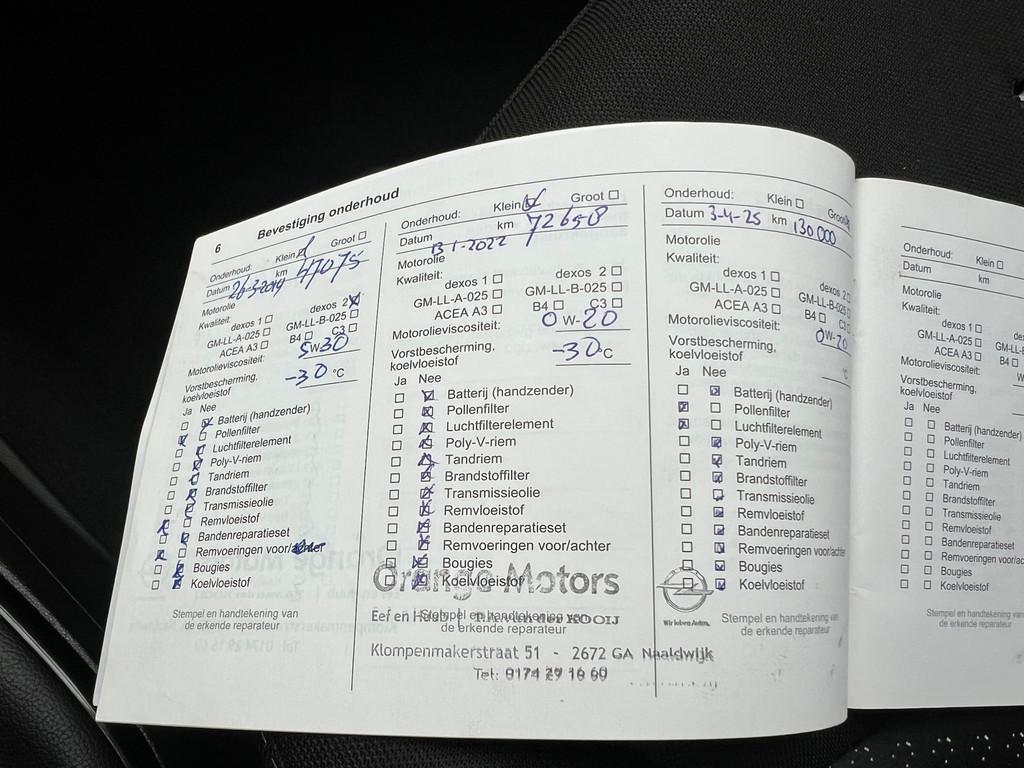 6 Bevestiging onderhoud
Onderhoud: Klein Groot
Datum 26-3-2019 km 47075
Motorolie
Kwaliteit:
dexos 1 dexos 2
GM-LL-A-025 GM-LL-B-025
ACEA A3 B4 C3
Motorolieviscositeit: 5W30
Vorstbescherming, koelvloeistof -30 °C
Ja Nee
Batterij (handzender)
Pollenfilter
Luchtfilterelement
Poly-V-riem
Tandriem
Brandstoffilter
Transmissieolie
Remvloeistof
Bandenreparatieset
Remvoeringen voor/achter
Bougies
Koelvloeistof
Stempel en handtekening van
de erkende reparateur
Onderhoud: Klein Groot
Datum 13 1-2022 km 72658
Motorolie
Kwaliteit:
dexos 1 dexos 2
GM-LL-A-025 GM-LL-B-025
ACEA A3 B4 C3
Motorolieviscositeit: 0 W-20
Vorstbescherming,
koelvloeistof -30 °C
Ja Nee
Batterij (handzender)
Pollenfilter
Luchtfilterelement
Poly-V-riem
Tandriem
Brandstoffilter
Transmissieolie
Remvloeistof
Bandenreparatieset
Remvoeringen voor/achter
Bougies
Koelvloeistof
Orange Motors
Stempel en handtekening van
de erkende reparateur
Klompenmakerstraat 51 - 2672 GA Naaldwijk
Tel: 0174 29 16 60
Onderhoud: Klein Groot
Datum 3-4-25 km 130000
Motorolie
Kwaliteit:
dexos 1 dexos 2
GM-LL-A-025 GM-LL-B-025
ACEA A3 B4 C3
Motorolieviscositeit: 0W-20
Vorstbescherming,
koelvloeistof °C
Ja Nee
Batterij (handzender)
Pollenfilter
Luchtfilterelement
Poly-V-riem
Tandriem
Brandstoffilter
Transmissieolie
Remvloeistof
Bandenreparatieset
Remvoeringen voor/achter
Bougies
Koelvloeistof
Wir leben Autos.
Stempel en handtekening van
de erkende reparateur
Onderhoud: Klein
Datum km
Motorolie
Kwaliteit:
dexos 1
GM-LL-A-025
ACEA A3
Motorolieviscositeit:
Vorstbescherming,
koelvloeistof
Ja Nee
Batterij (handzender)
Pollenfilter
Luchtfilterelement
Poly-V-riem
Tandriem
Brandstoffilter
Transmissieolie
Remvloeistof
Bandenreparatieset
Remvoeringen voor/achter
Bougies
Koelvloeistof
Stempel en handtekening
de erkende reparateur